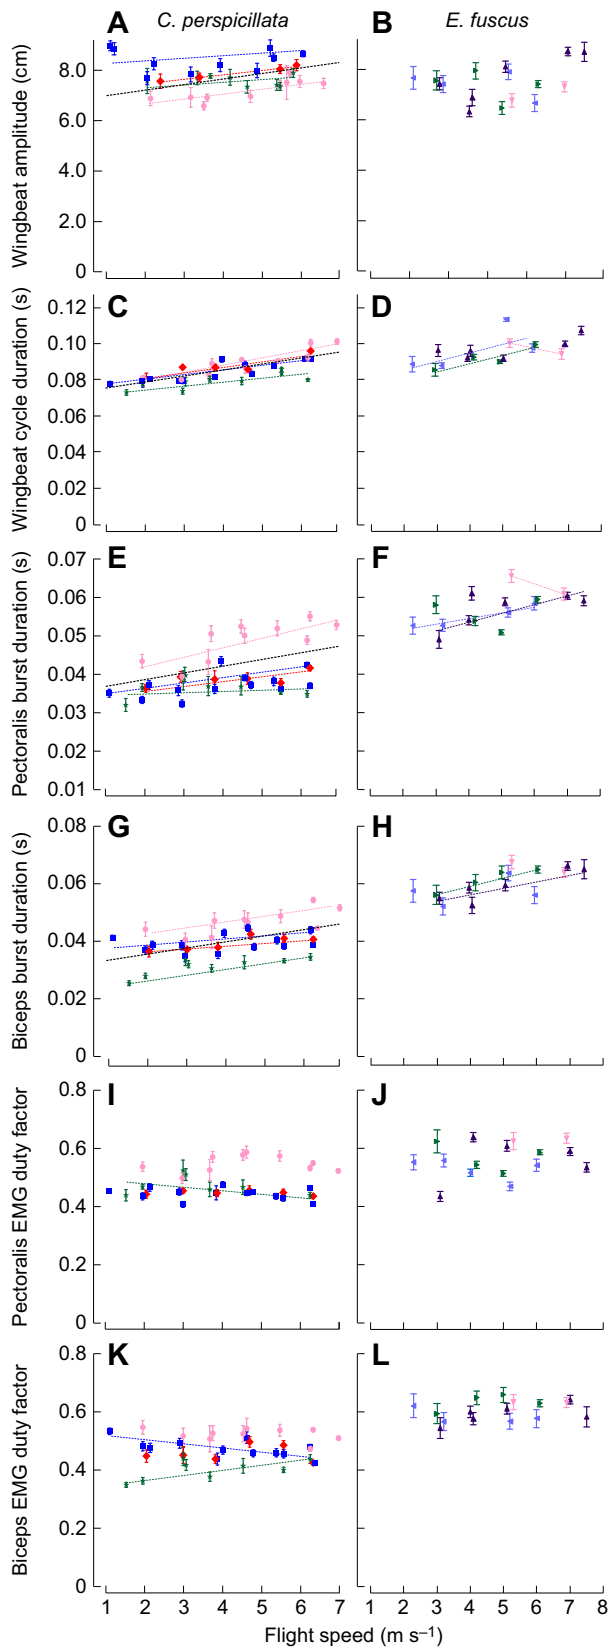 C. perspicillata E. fuscus
A B
Wingbeat amplitude (cm)
8.0
6.0
4.0
2.0
0
C D
Wingbeat cycle duration (s)
0.12
0.10
0.08
0.06
0.04
0.02
0
E F
Pectoralis burst duration (s)
0.07
0.06
0.05
0.04
0.03
0.02
0.01
G H
Biceps burst duration (s)
0.08
0.06
0.04
0.02
0
I J
Pectoralis EMG duty factor
0.8
0.6
0.4
0.2
0
K L
Biceps EMG duty factor
0.8
0.6
0.4
0.2
0
1 2 3 4 5 6 7 1 2 3 4 5 6 7 8
Flight speed (m s–1)